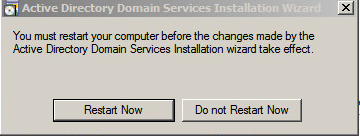 Active Directory Domain Services Installation Wizard
You must restart your computer before the changes made by the
Active Directory Domain Services Installation wizard take effect.
Restart Now
Do not Restart Now